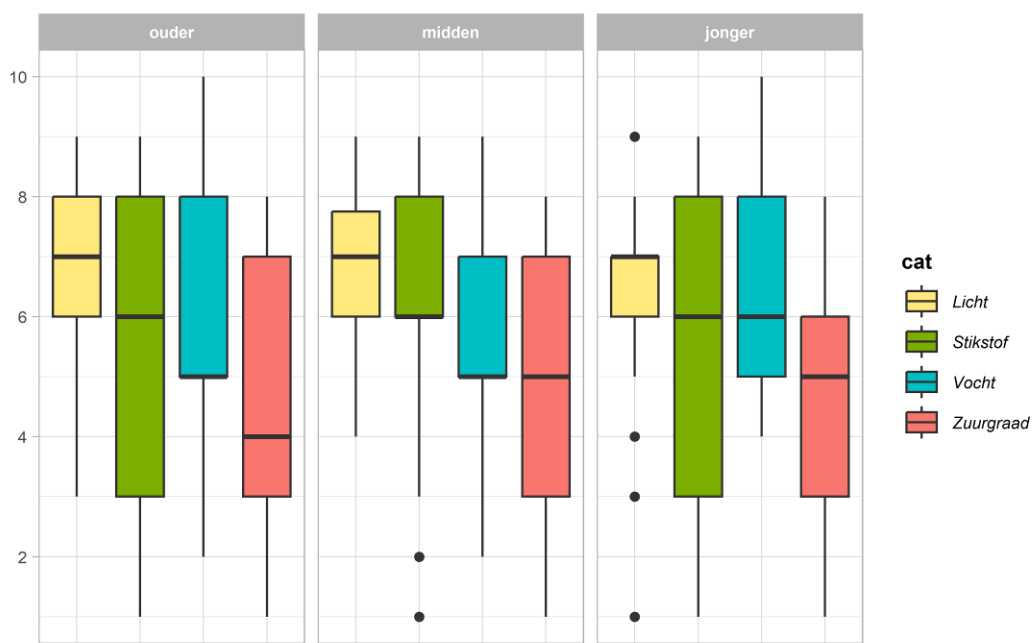 ouder midden jonger
10
8
6
4
2
cat
Licht
Stikstof
Vocht
Zuurgraad